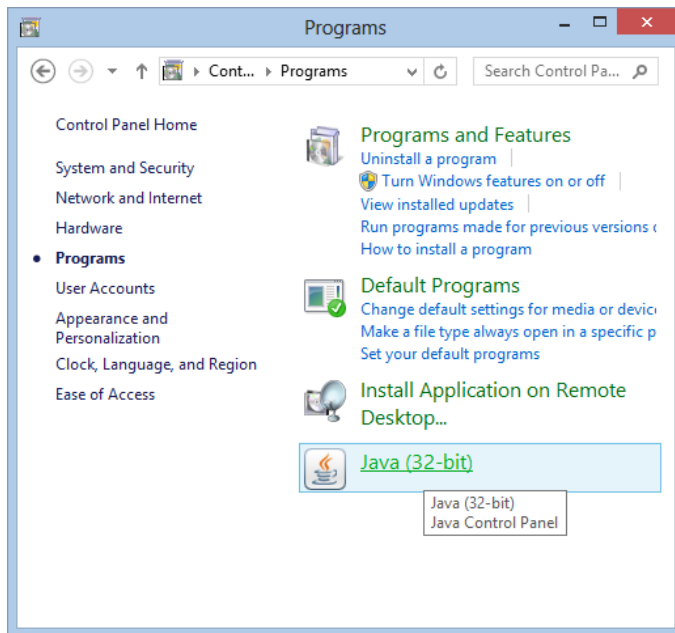 Programs
Cont... Programs
Search Control Pa...
Control Panel Home
System and Security
Network and Internet
Hardware
Programs
User Accounts
Appearance and
Personalization
Clock, Language, and Region
Ease of Access
Programs and Features
Uninstall a program
Turn Windows features on or off
View installed updates
Run programs made for previous versions
How to install a program
Default Programs
Change default settings for media or device
Make a file type always open in a specific p
Set your default programs
Install Application on Remote
Desktop...
Java (32-bit)
Java (32-bit)
Java Control Panel